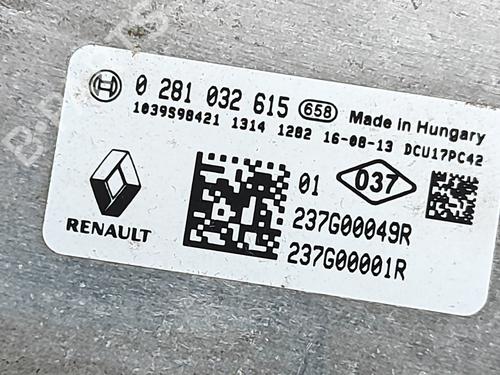 0 281 032 615 658 Made in Hungary
1039S98421 1314 1282 16-08-13 DCU17PC42
01 037
237G00049R
RENAULT
237G00001R